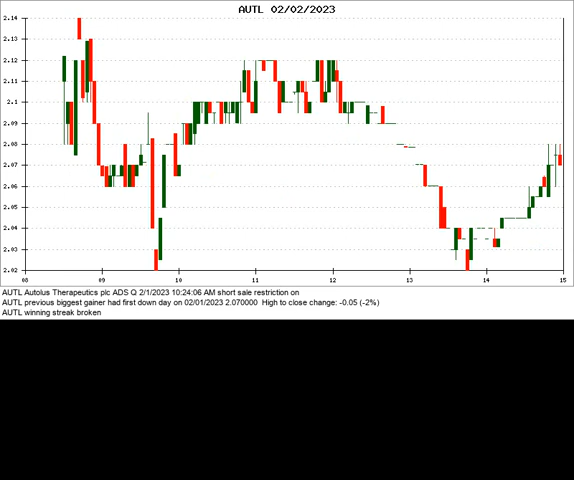 AUTL 02/02/2023
2.14
2.13
2.12
2.11
2.1
2.09
2.08
2.07
2.06
2.05
2.04
2.03
2.02
08 09 10 11 12 13 14 15
AUTL Autolus Therapeutics plc ADS Q 2/1/2023 10:24:06 AM short sale restriction on
AUTL previous biggest gainer had first down day on 02/01/2023 2.070000 High to close change: -0.05 (-2%)
AUTL winning streak broken